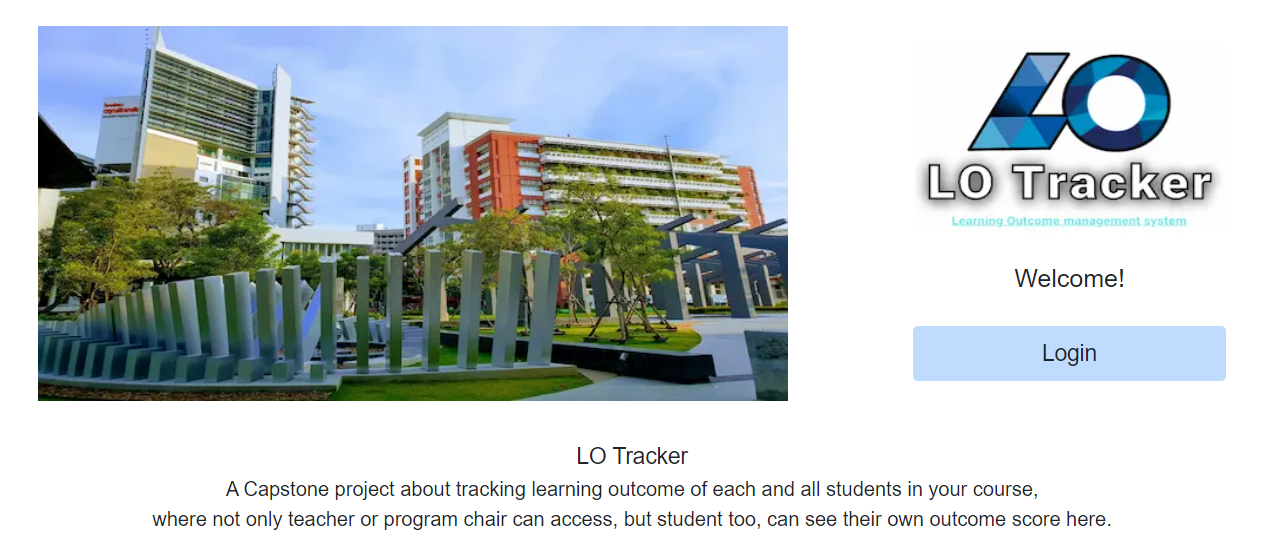 LO
LO Tracker
Learning Outcome management system
Welcome!
Login
LO Tracker
A Capstone project about tracking learning outcome of each and all students in your course,
where not only teacher or program chair can access, but student too, can see their own outcome score here.